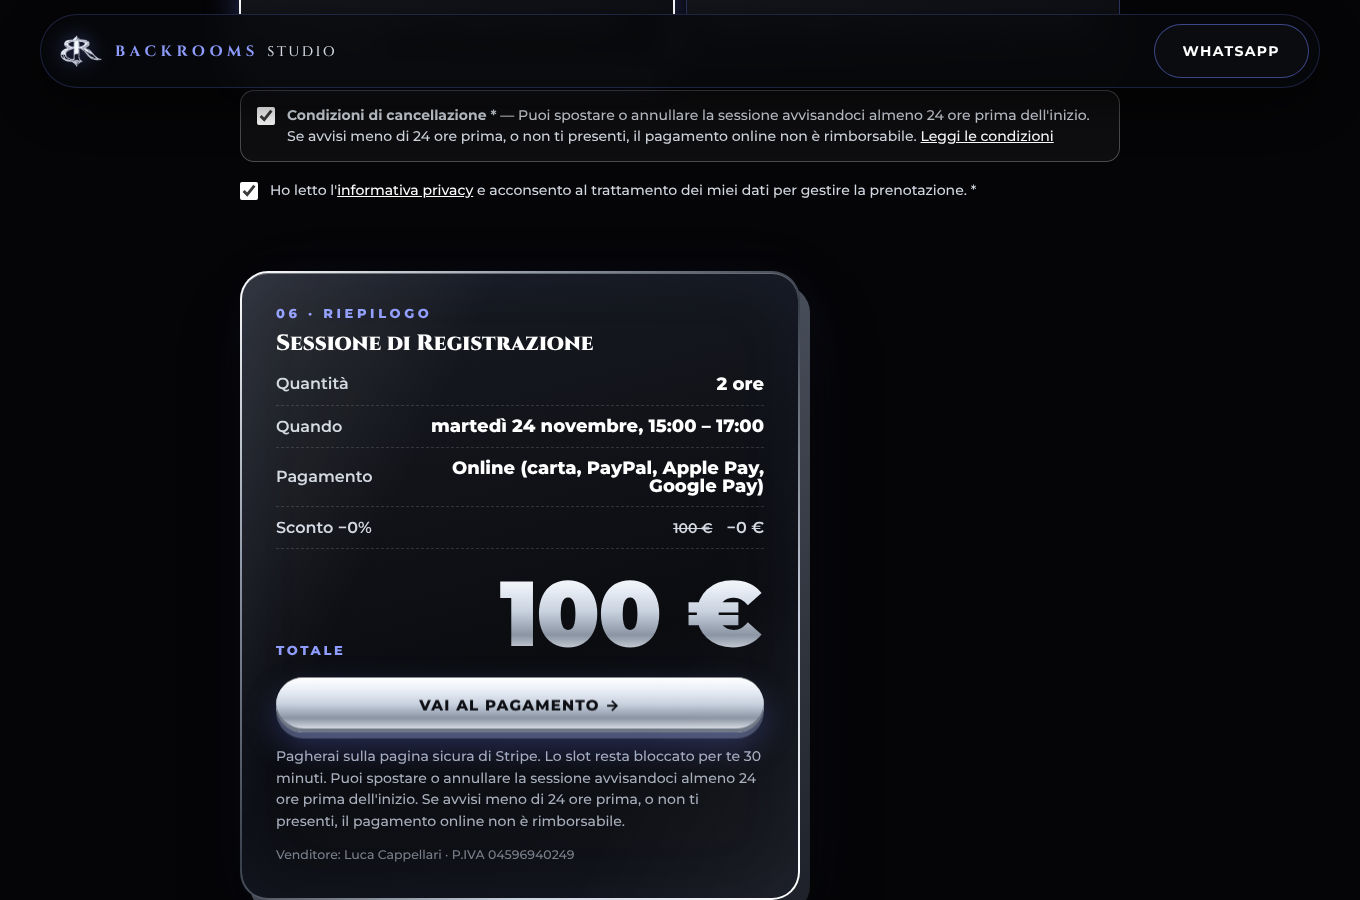 BACKROOMS STUDIO
WHATSAPP
Condizioni di cancellazione * — Puoi spostare o annullare la sessione avvisandoci almeno 24 ore prima dell'inizio.
Se avvisi meno di 24 ore prima, o non ti presenti, il pagamento online non è rimborsabile. Leggi le condizioni
Ho letto l'informativa privacy e acconsento al trattamento dei miei dati per gestire la prenotazione. *
06 · RIEPILOGO
Sessione di Registrazione
Quantità 2 ore
Quando martedì 24 novembre, 15:00 – 17:00
Pagamento Online (carta, PayPal, Apple Pay,
Google Pay)
Sconto −0% 100 € −0 €
TOTALE 100 €
VAI AL PAGAMENTO →
Pagherai sulla pagina sicura di Stripe. Lo slot resta bloccato per te 30
minuti. Puoi spostare o annullare la sessione avvisandoci almeno 24
ore prima dell'inizio. Se avvisi meno di 24 ore prima, o non ti
presenti, il pagamento online non è rimborsabile.
Venditore: Luca Cappellari · P.IVA 04596940249